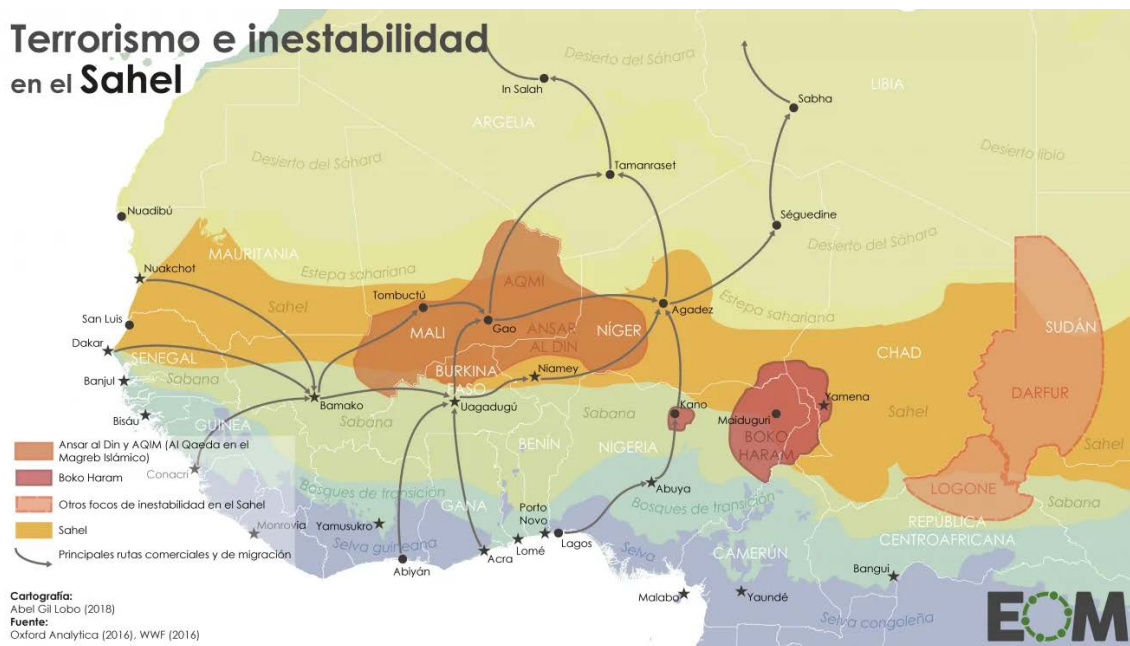 Terrorismo e inestabilidad
en el Sahel
Desierto del Sáhara
In Salah
LIBIA
Sabha
ARGELIA
Desierto del Sáhara
Desierto libio
Tamanraset
Nuadibú
Séguedine
MAURITANIA
Desierto del Sáhara
Estepa sahariana
Nuakchot
AQMI
Tombuctú
Sahel
Estepa sahariana
Agadez
San Luis
MALI
Gao
ANSAR
AL DIN
NÍGER
SUDÁN
Dakar
SENEGAL
CHAD
BURKINA
FASO
Niamey
Banjul
Sabana
DARFUR
Bamako
Uagadugú
Kano
Yamena
Bisáu
GUINEA
Sabana
Sabana
Maiduguri
Sahel
BOKO
HARAM
BENÍN
NIGERIA
Sahel
Ansar al Din y AQIM (Al Qaeda en el
Magreb Islámico)
Conacri
Boko Haram
Bosques de transición
Abuya
LOGONE
Otros focos de inestabilidad en el Sahel
GANA
Bosques de transición
Sabana
Sahel
Monrovia
Yamusukro
Porto
Novo
REPÚBLICA
CENTROAFRICANA
Principales rutas comerciales y de migración
Selva guineana
Lomé
Lagos
Selva
CAMERÚN
Abiyán
Acra
Bangui
Malabo
Yaundé
Selva congoleña
Cartografía:
Abel Gil Lobo (2018)
Fuente:
Oxford Analytica (2016), WWF (2016)
EOM